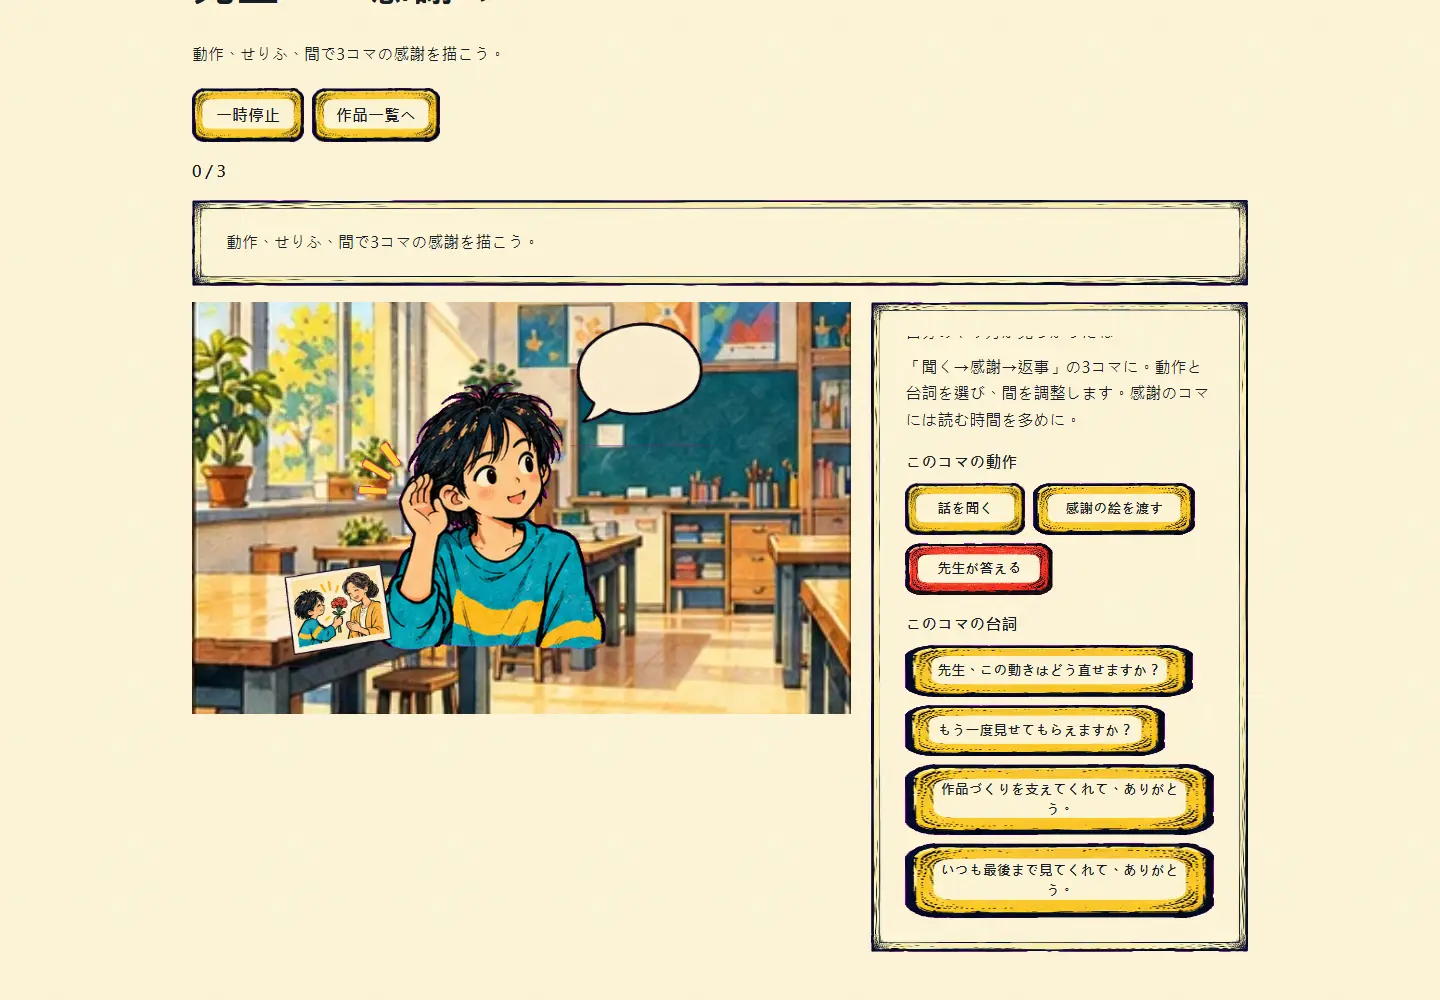 動作、せりふ、間で3コマの感謝を描こう。
一時停止
作品一覧へ
0 / 3
動作、せりふ、間で3コマの感謝を描こう。
「聞く→感謝→返事」の3コマに。動作と
台詞を選び、間を調整します。感謝のコマ
には読む時間を多めに。
このコマの動作
話を聞く
感謝の絵を渡す
先生が答える
このコマの台詞
先生、この動きはどう直せますか？
もう一度見せてもらえますか？
作品づくりを支えてくれて、ありがと
う。
いつも最後まで見てくれて、ありがと
う。